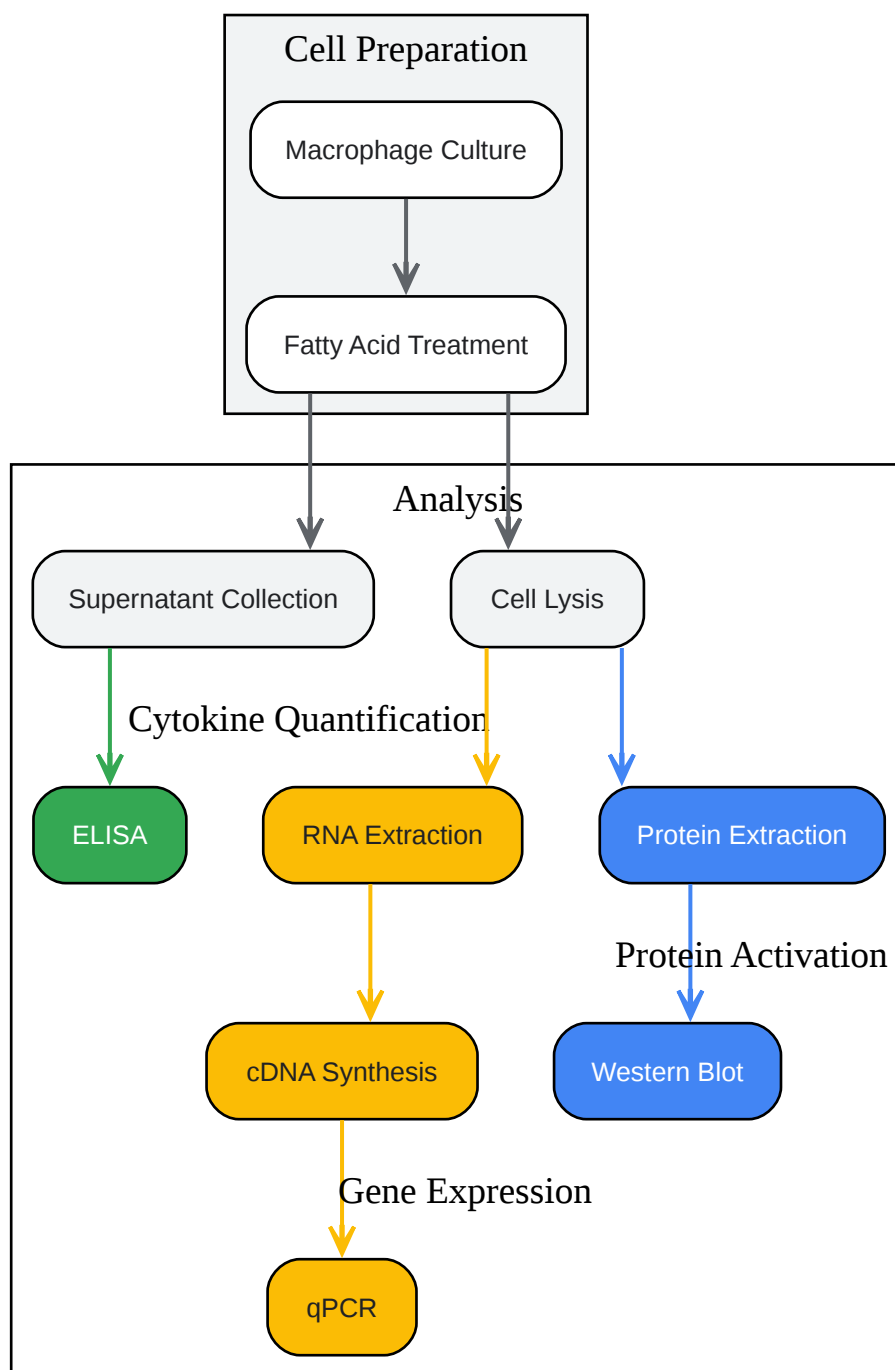 Cell Preparation
Macrophage Culture
Fatty Acid Treatment
Analysis
Supernatant Collection
Cell Lysis
Cytokine Quantification
ELISA
RNA Extraction
Protein Extraction
Protein Activation
cDNA Synthesis
Western Blot
Gene Expression
qPCR